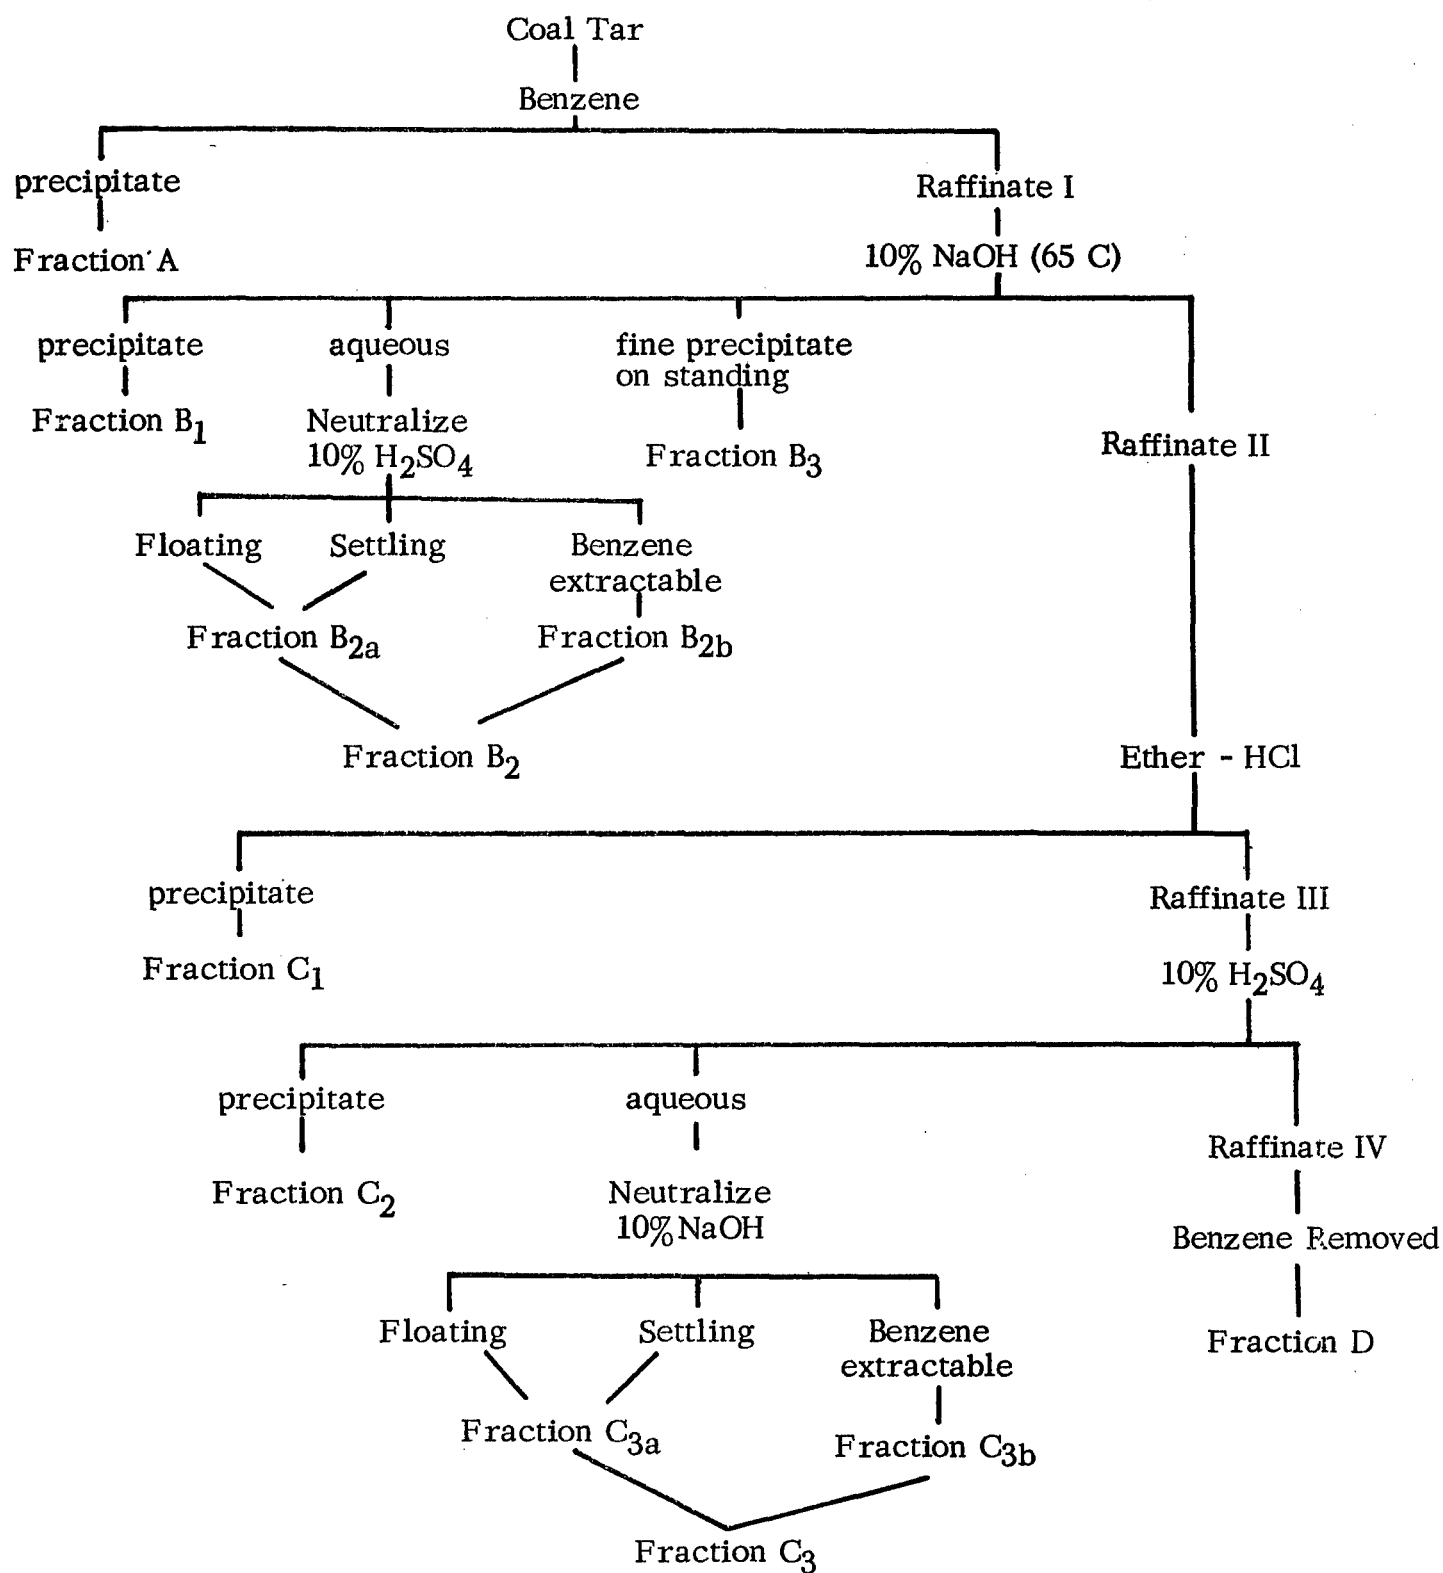 Coal Tar
Benzene
precipitate
Raffinate I
Fraction A
10% NaOH (65 C)
precipitate
aqueous
fine precipitate
on standing
Fraction B1
Neutralize
10% H2SO4
Fraction B3
Raffinate II
Floating
Settling
Benzene
extractable
Fraction B2a
Fraction B2b
Fraction B2
Ether - HCl
precipitate
Raffinate III
Fraction C1
10% H2SO4
precipitate
aqueous
Raffinate IV
Fraction C2
Neutralize
10% NaOH
Benzene Removed
Floating
Settling
Benzene
extractable
Fraction D
Fraction C3a
Fraction C3b
Fraction C3